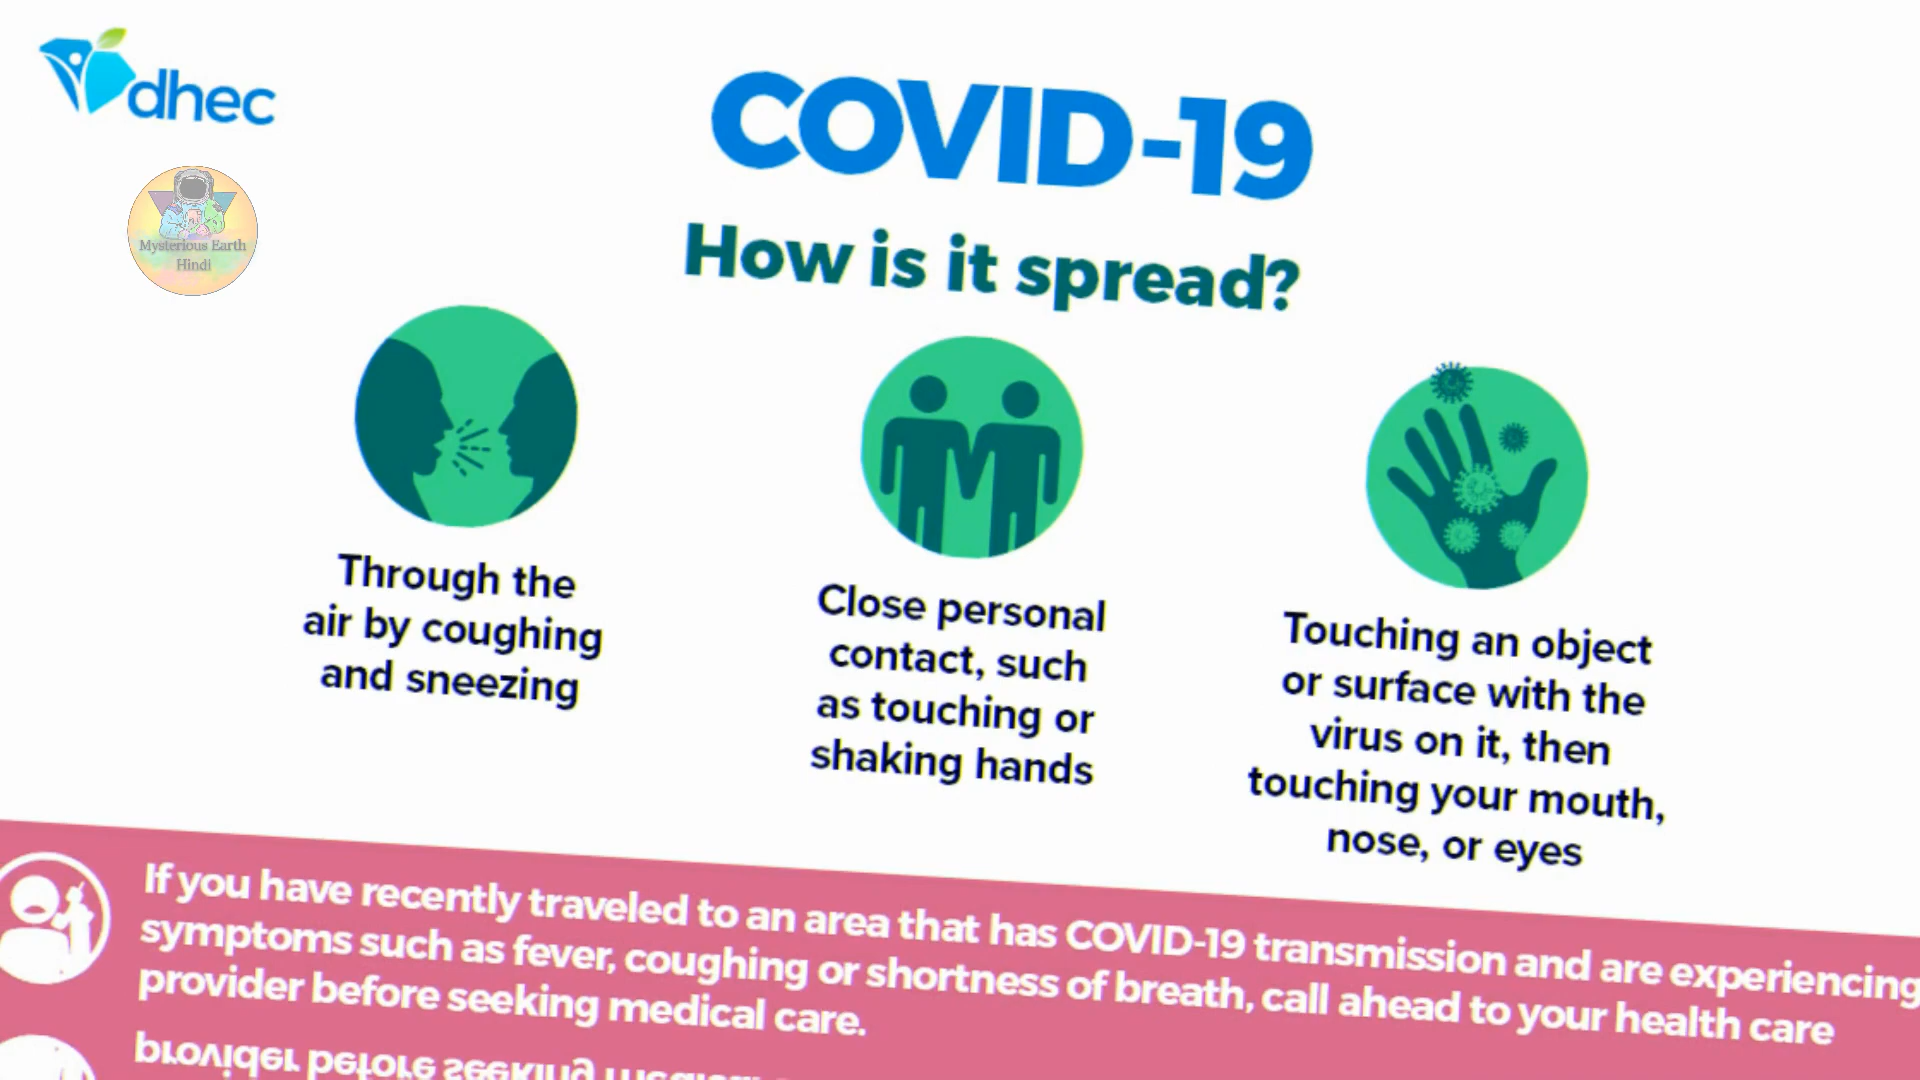 dhec
COVID-19
Mysterious Earth
Hindi
How is it spread?
Through the
air by coughing
and sneezing
Close personal
contact, such
as touching or
shaking hands
Touching an object
or surface with the
virus on it, then
touching your mouth,
nose, or eyes
If you have recently traveled to an area that has COVID-19 transmission and are experiencing
symptoms such as fever, coughing or shortness of breath, call ahead to your health care
provider before seeking medical care.